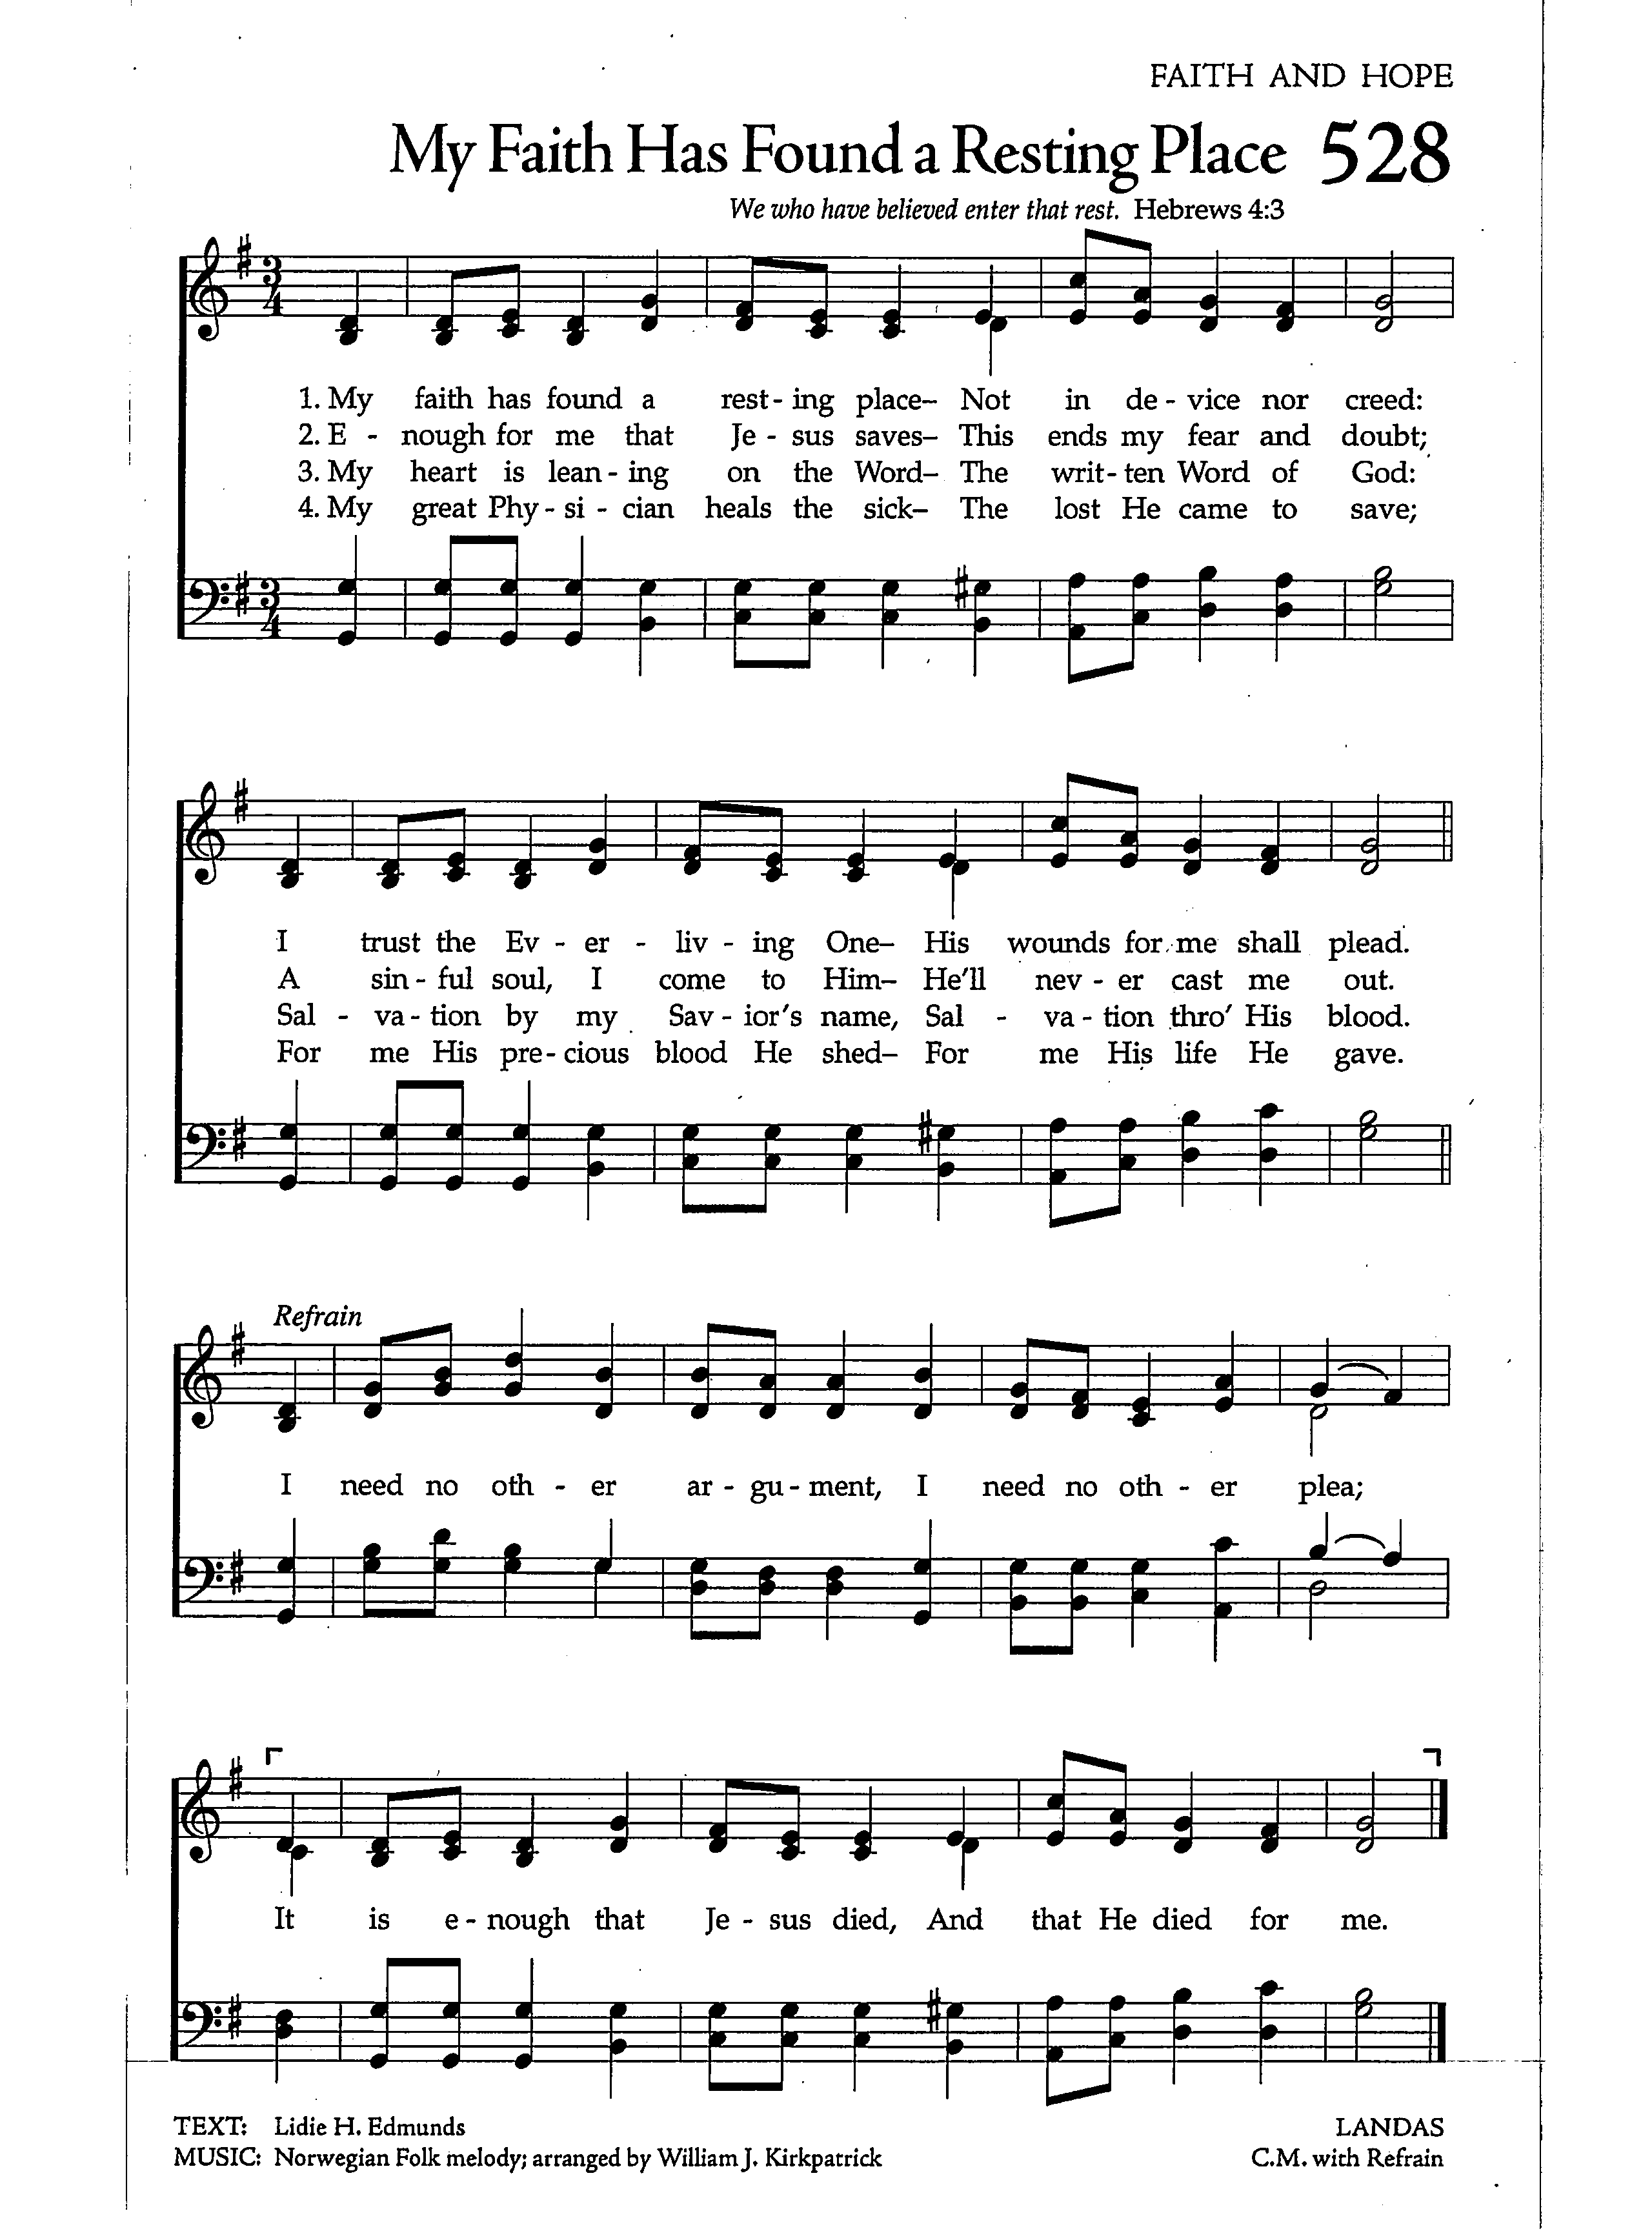 FAITH AND HOPE
My Faith Has Found a Resting Place 528
We who have believed enter that rest. Hebrews 4:3
3 4
1. My faith has found a rest - ing place– Not in de - vice nor creed:
2. E - nough for me that Je - sus saves– This ends my fear and doubt;
3. My heart is lean - ing on the Word– The writ - ten Word of God:
4. My great Phy - si - cian heals the sick– The lost He came to save;
3 4
I trust the Ev - er - liv - ing One– His wounds for me shall plead.
A sin - ful soul, I come to Him– He'll nev - er cast me out.
Sal - va - tion by my Sav - ior's name, Sal - va - tion thro' His blood.
For me His pre - cious blood He shed– For me His life He gave.
Refrain
I need no oth - er ar - gu - ment, I need no oth - er plea;
It is e - nough that Je - sus died, And that He died for me.
TEXT: Lidie H. Edmunds LANDAS
MUSIC: Norwegian Folk melody; arranged by William J. Kirkpatrick C.M. with Refrain